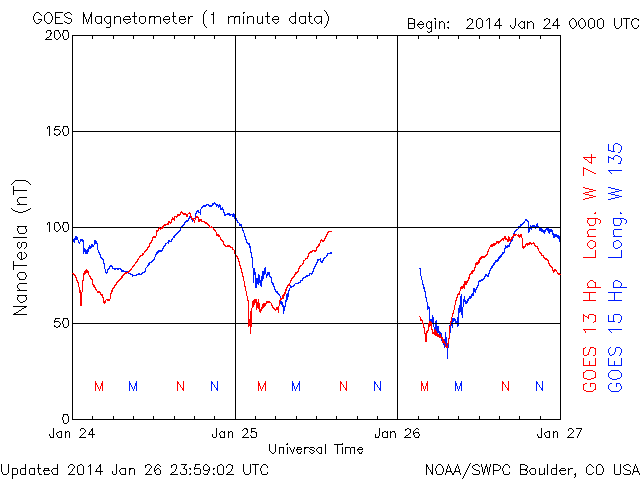 GOES Magnetometer (1 minute data)
Begin: 2014 Jan 24 0000 UTC
200
150
100
50
0
NanoTesla (nT)
M M N N M M N N M M N N
Jan 24 Jan 25 Jan 26 Jan 27
Universal Time
GOES 13 Hp Long. W 74
GOES 15 Hp Long. W 135
Updated 2014 Jan 26 23:59:02 UTC
NOAA/SWPC Boulder, CO USA